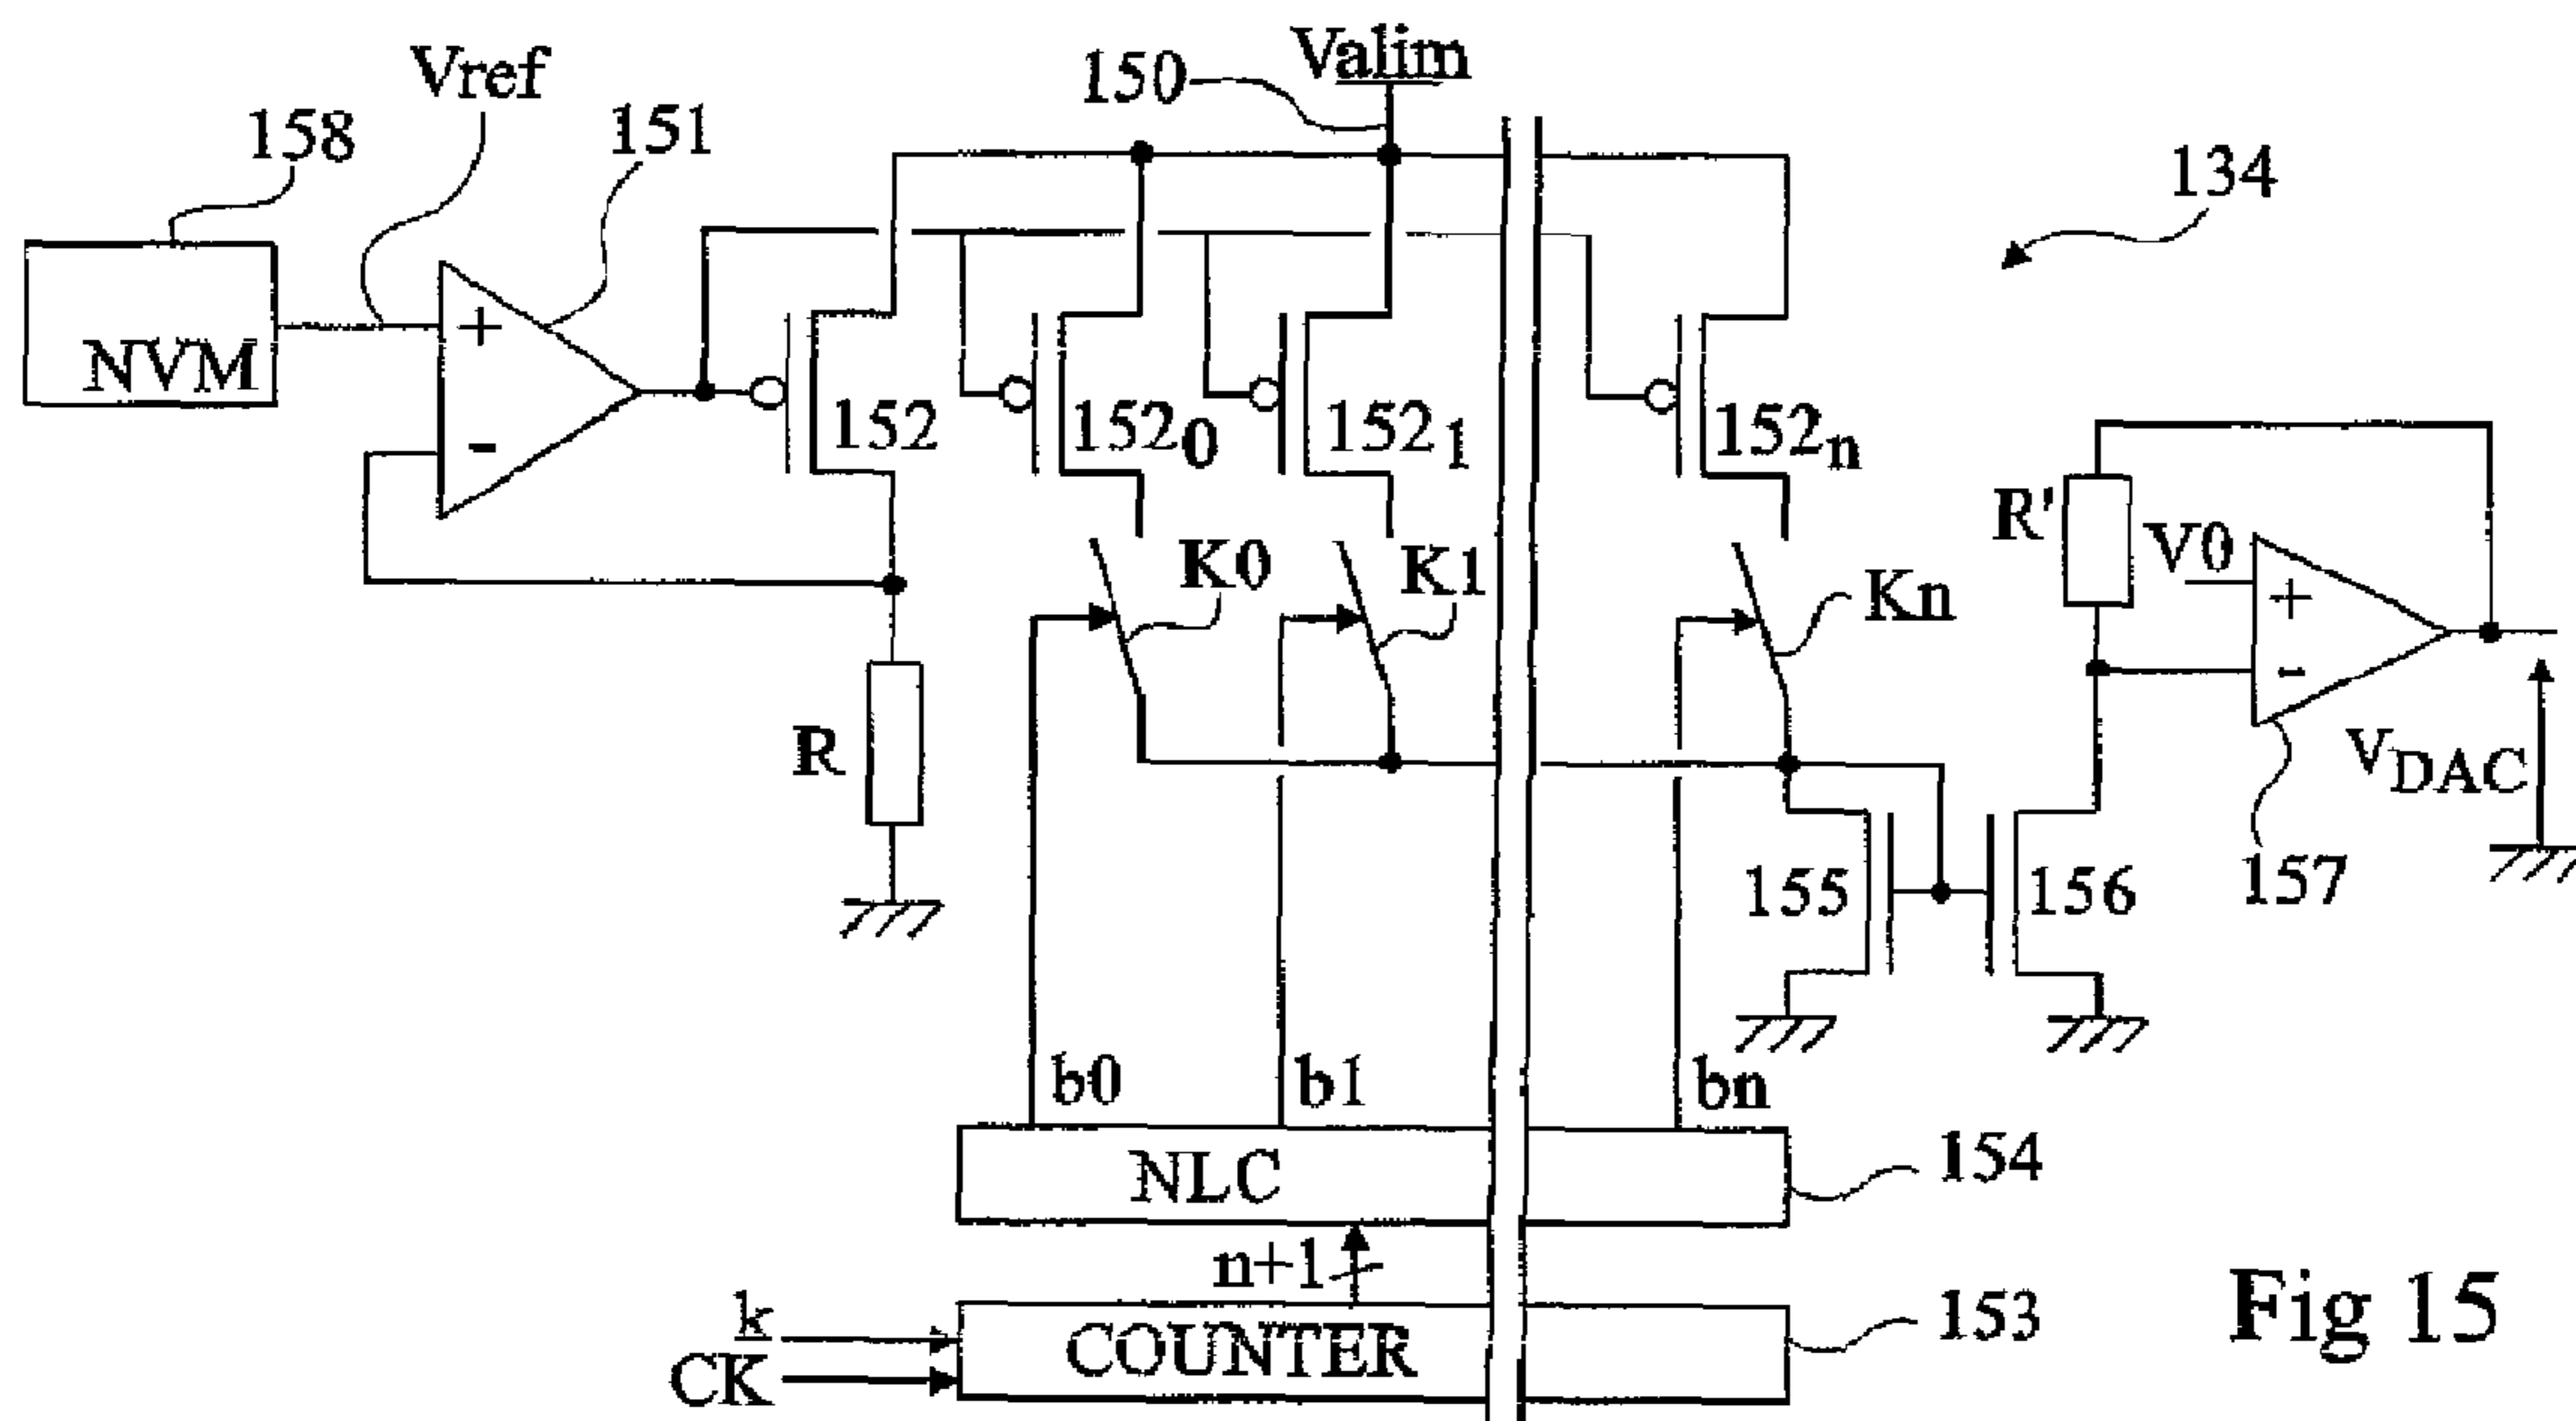 Valim
Vref
150
158
151
134
NVM
+
-
152
152₀
152₁
152ₙ
R'
V0
+
-
K0
K1
Kn
R
V_DAC
155
156
157
b0
b1
bn
NLC
154
n+1
k
COUNTER
153
CK
Fig 15